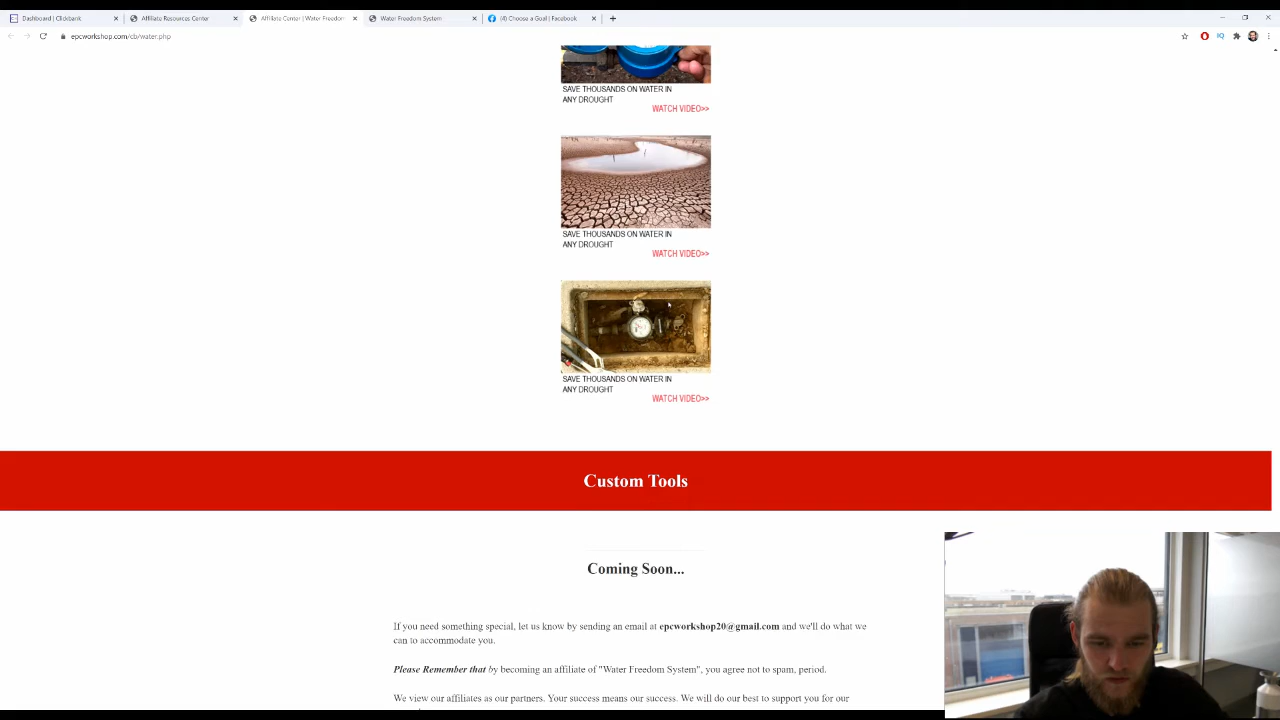 Dashboard | Clickbank
Affiliate Resources Center
Affiliate Center | Water Freedom
Water Freedom System
(4) Choose a Goal | Facebook
epcworkshop.com/cb/water.php
SAVE THOUSANDS ON WATER IN
ANY DROUGHT
WATCH VIDEO>>
SAVE THOUSANDS ON WATER IN
ANY DROUGHT
WATCH VIDEO>>
SAVE THOUSANDS ON WATER IN
ANY DROUGHT
WATCH VIDEO>>
Custom Tools
Coming Soon...
If you need something special, let us know by sending an email at epcworkshop20@gmail.com and we'll do what we
can to accommodate you.
Please Remember that by becoming an affiliate of "Water Freedom System", you agree not to spam, period.
We view our affiliates as our partners. Your success means our success. We will do our best to support you for our